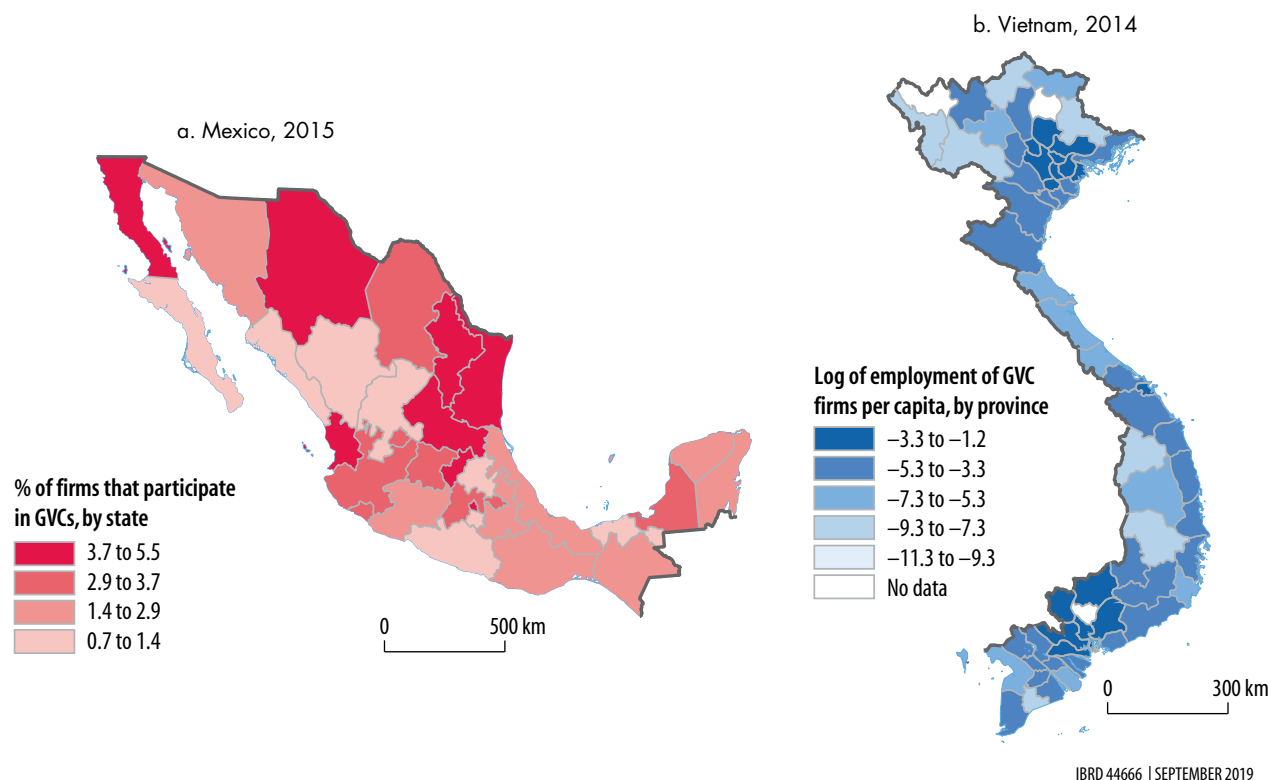 a. Mexico, 2015
% of firms that participate
in GVCs, by state
3.7 to 5.5
2.9 to 3.7
1.4 to 2.9
0.7 to 1.4
0 500 km
b. Vietnam, 2014
Log of employment of GVC
firms per capita, by province
–3.3 to –1.2
–5.3 to –3.3
–7.3 to –5.3
–9.3 to –7.3
–11.3 to –9.3
No data
0 300 km
IBRD 44666 | SEPTEMBER 2019